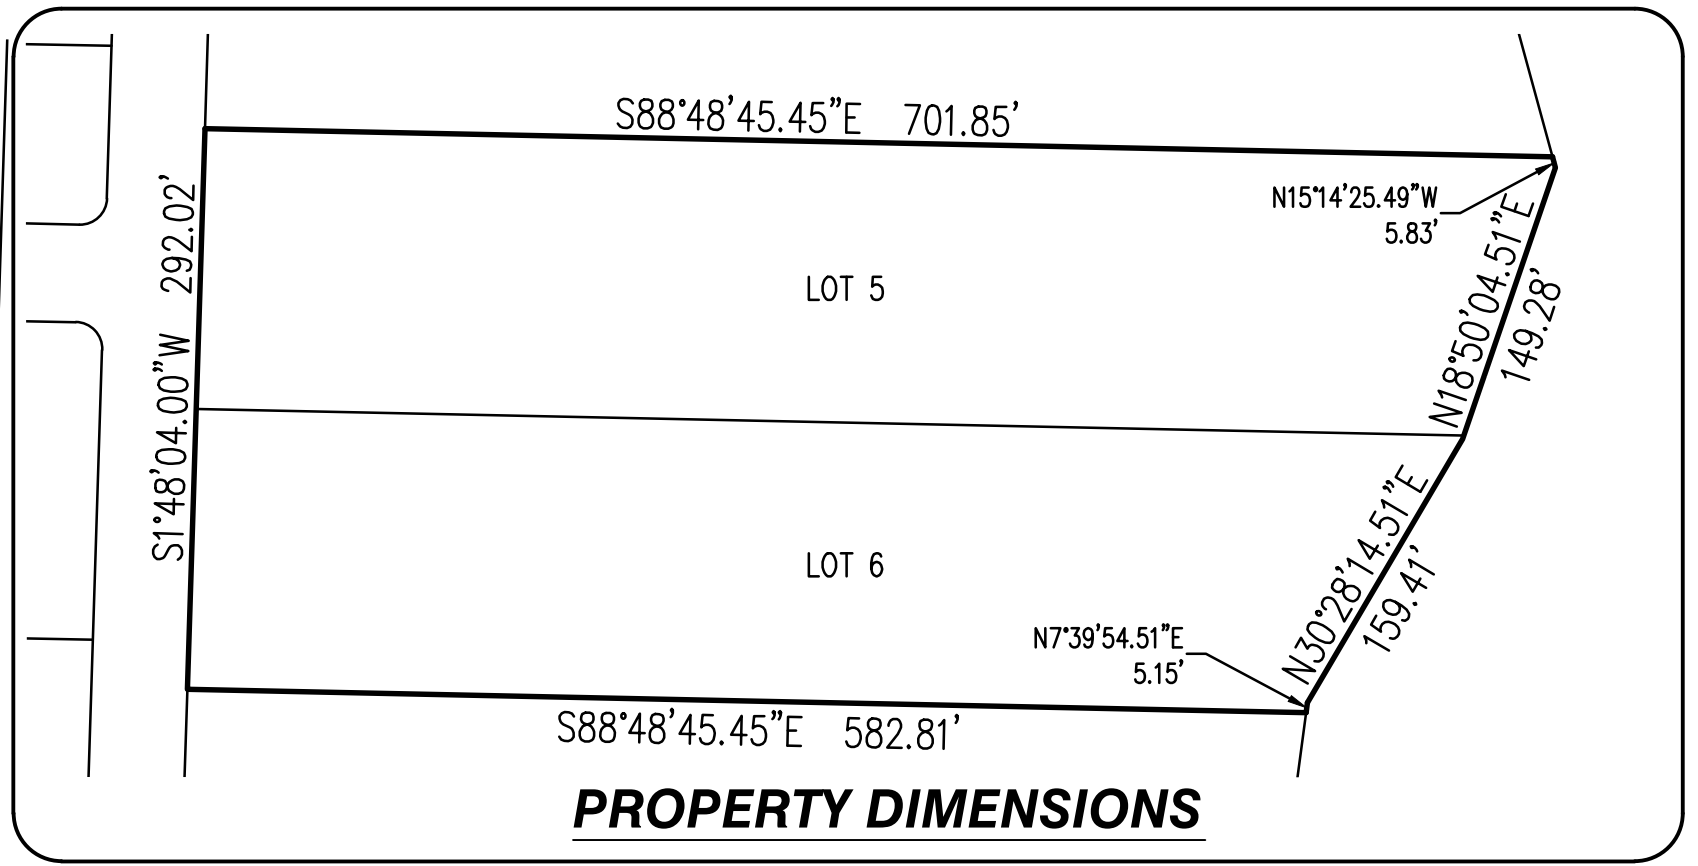 S88°48'45.45"E 701.85'
N15°14'25.49"W
5.83'
S1°48'04.00"W 292.02'
N18°50'04.51"E
149.28'
LOT 5
LOT 6
N30°28'14.51"E
159.41'
N7°39'54.51"E
5.15'
S88°48'45.45"E 582.81'
PROPERTY DIMENSIONS